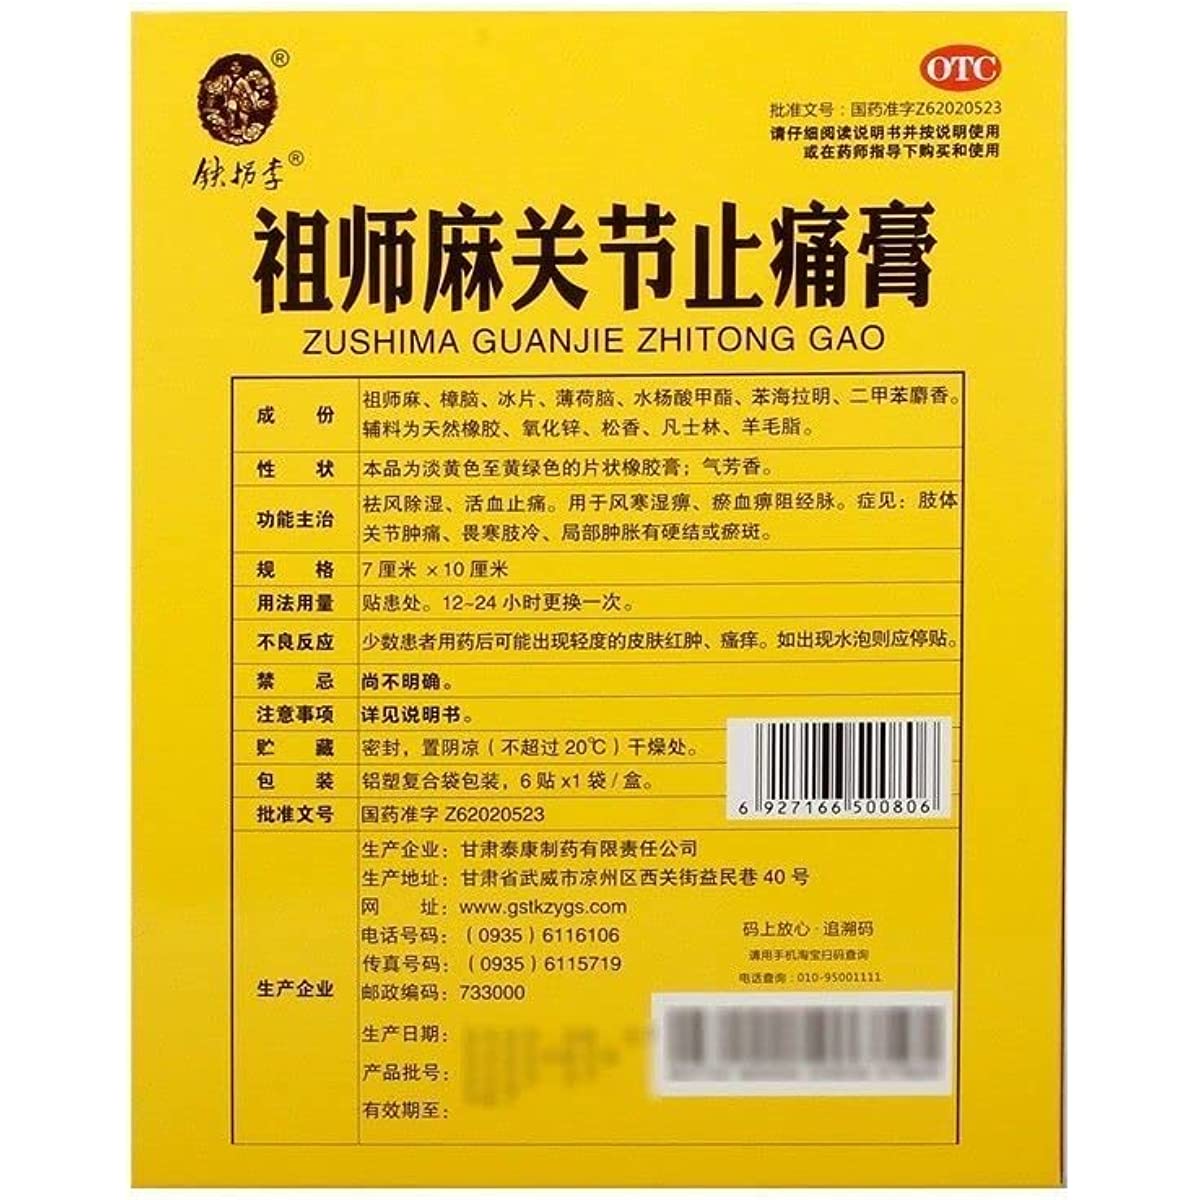 ®
铁拐李®
OTC
批准文号：国药准字Z62020523
请仔细阅读说明书并按说明使用
或在药师指导下购买和使用
祖师麻关节止痛膏
ZUSHIMA GUANJIE ZHITONG GAO
成 份 祖师麻、樟脑、冰片、薄荷脑、水杨酸甲酯、苯海拉明、二甲苯麝香。
辅料为天然橡胶、氧化锌、松香、凡士林、羊毛脂。
性 状 本品为淡黄色至黄绿色的片状橡胶膏；气芳香。
功能主治 祛风除湿、活血止痛。用于风寒湿痹、瘀血痹阻经脉。症见：肢体
关节肿痛、畏寒肢冷、局部肿胀有硬结或瘀斑。
规 格 7厘米 ×10厘米
用法用量 贴患处。12~24小时更换一次。
不良反应 少数患者用药后可能出现轻度的皮肤红肿、瘙痒。如出现水泡则应停贴。
禁 忌 尚不明确。
注意事项 详见说明书。
贮 藏 密封，置阴凉（不超过20℃）干燥处。
包 装 铝塑复合袋包装，6贴x1袋/盒。
批准文号 国药准字 Z62020523
6 927166 500806
生产企业 生产企业：甘肃泰康制药有限责任公司
生产地址：甘肃省武威市凉州区西关街益民巷40号
网 址：www.gstkzygs.com
电话号码：（0935）6116106
传真号码：（0935）6115719
邮政编码：733000
生产日期：
产品批号：
有效期至：
码上放心·追溯码
请用手机淘宝扫码查询
电话查询：010-95001111